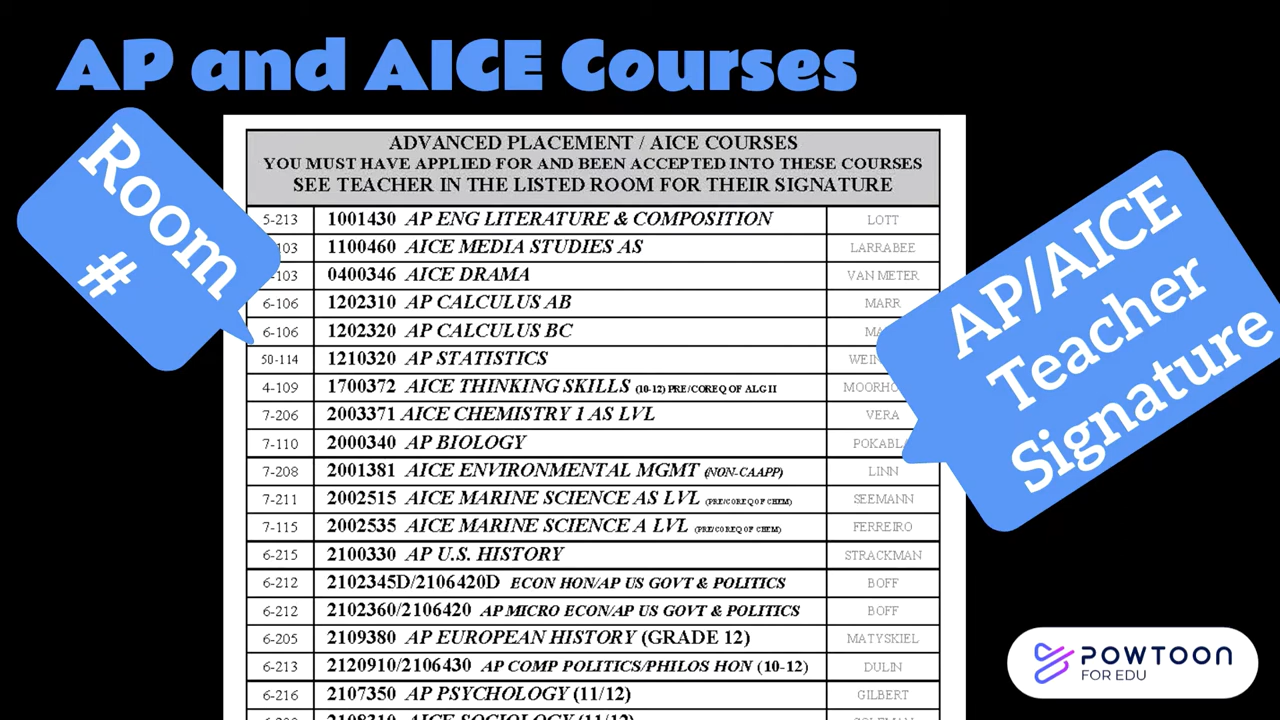 AP and AICE Courses
Room
#
AP/AICE
Teacher
Signature
ADVANCED PLACEMENT / AICE COURSES
YOU MUST HAVE APPLIED FOR AND BEEN ACCEPTED INTO THESE COURSES
SEE TEACHER IN THE LISTED ROOM FOR THEIR SIGNATURE
5-213 1001430 AP ENG LITERATURE & COMPOSITION LOTT
1100460 AICE MEDIA STUDIES AS LARRABEE
0400346 AICE DRAMA VAN METER
6-106 1202310 AP CALCULUS AB MARR
6-106 1202320 AP CALCULUS BC
50-114 1210320 AP STATISTICS
4-109 1700372 AICE THINKING SKILLS (10-12) PRE/COREQ OF ALG II
7-206 2003371 AICE CHEMISTRY 1 AS LVL VERA
7-110 2000340 AP BIOLOGY
7-208 2001381 AICE ENVIRONMENTAL MGMT (NON-CAAPP) LINN
7-211 2002515 AICE MARINE SCIENCE AS LVL (PRE/COREQ OF CHEM) SEEMANN
7-115 2002535 AICE MARINE SCIENCE A LVL (PRE/COREQ OF CHEM) FERREIRO
6-215 2100330 AP U.S. HISTORY STRACKMAN
6-212 2102345D/2106420D ECON HON/AP US GOVT & POLITICS BOFF
6-212 2102360/2106420 AP MICRO ECON/AP US GOVT & POLITICS BOFF
6-205 2109380 AP EUROPEAN HISTORY (GRADE 12) MATYSKIEL
6-213 2120910/2106430 AP COMP POLITICS/PHILOS HON (10-12) DULIN
6-216 2107350 AP PSYCHOLOGY (11/12) GILBERT
AICE SOCIOLOGY (11/12)
POWTOON
FOR EDU